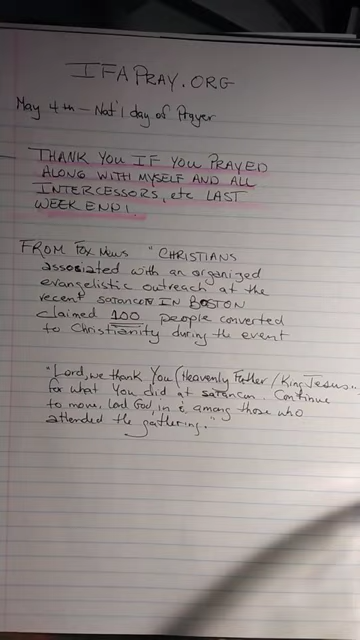 IFAPRAY.ORG
May 4th - Nat'l day of Prayer
THANK YOU IF YOU PRAYED
ALONG WITH MYSELF AND ALL
INTERCESSORS, etc LAST
WEEKEND!
FROM FOX News "CHRISTIANS
associated with an organized
evangelistic outreach at the
recent satancon IN BOSTON
claimed 100 people converted
to Christianity during the event
"Lord, we thank You (Heavenly Father / King Jesus...
for what You did at satancon. Continue
to move, Lord God, in & among those who
attended the gathering."